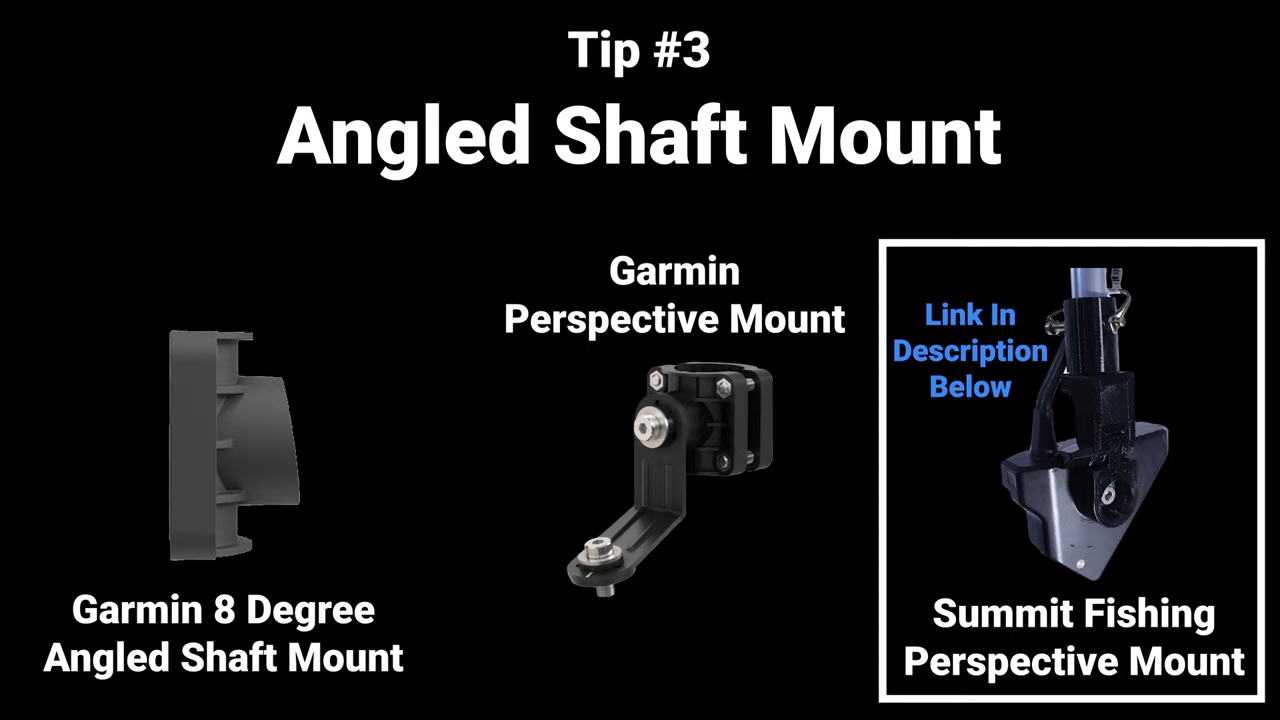 Tip #3
Angled Shaft Mount
Garmin 8 Degree
Angled Shaft Mount
Garmin
Perspective Mount
Link In
Description
Below
Summit Fishing
Perspective Mount